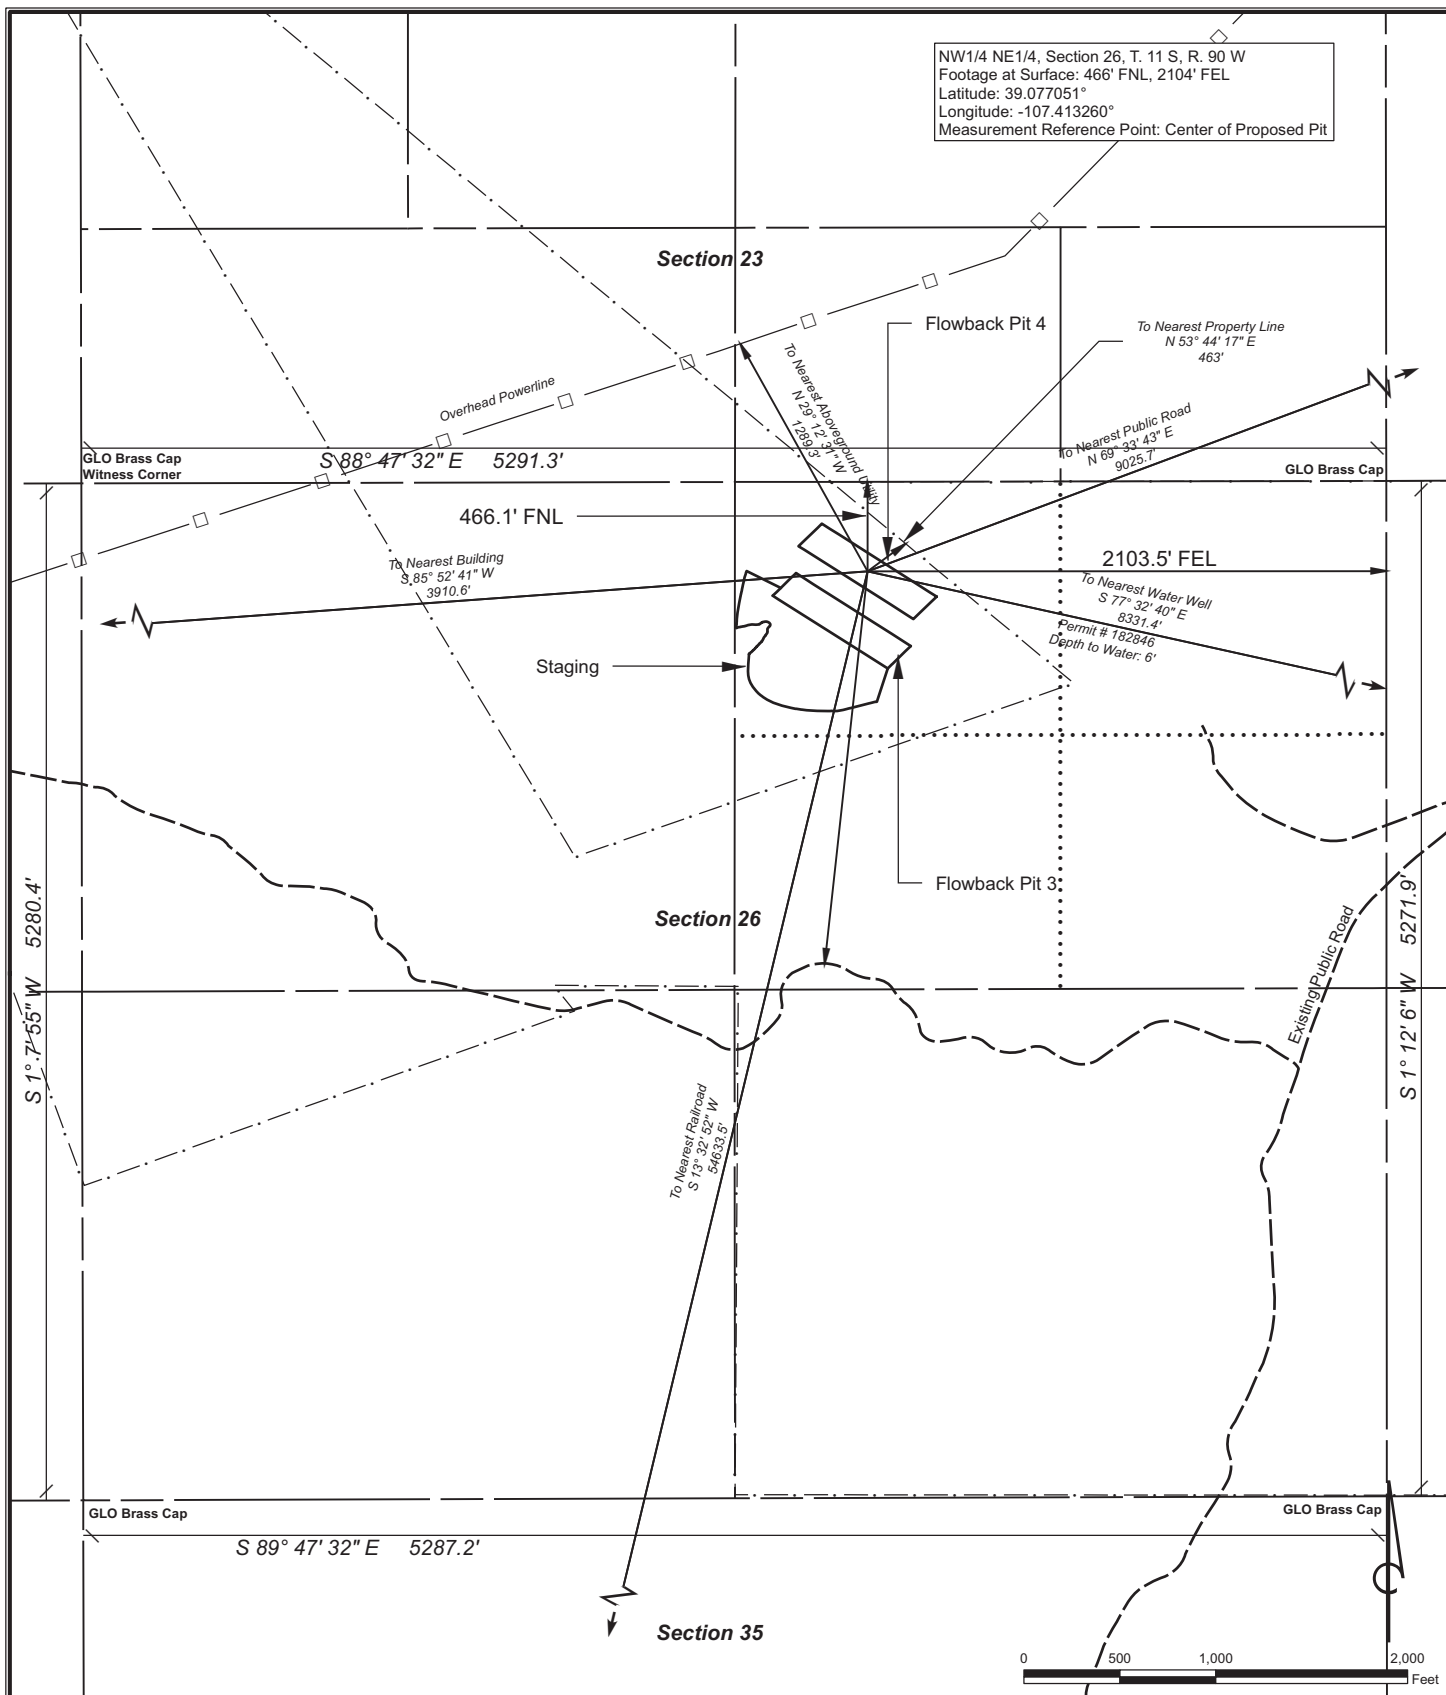 NW1/4 NE1/4, Section 26, T. 11 S, R. 90 W
Footage at Surface: 466' FNL, 2104' FEL
Latitude: 39.077051°
Longitude: -107.413260°
Measurement Reference Point: Center of Proposed Pit
Section 23
Flowback Pit 4
To Nearest Property Line
N 53° 44' 17" E
463'
To Nearest Aboveground Utility
N 29° 12' 31" W
1289.3'
Overhead Powerline
To Nearest Public Road
N 69° 33' 43" E
9025.7'
GLO Brass Cap
Witness Corner
S 88° 47' 32" E 5291.3'
GLO Brass Cap
466.1' FNL
2103.5' FEL
To Nearest Building
S 85° 52' 41" W
3910.6'
To Nearest Water Well
S 77° 32' 40" E
8331.4'
Permit # 182846
Depth to Water: 6'
Staging
Flowback Pit 3
Section 26
S 1° 7' 55" W 5280.4'
S 1° 12' 6" W 5271.9'
Existing Public Road
To Nearest Railroad
S 13° 32' 52" W
54633.5'
GLO Brass Cap
GLO Brass Cap
S 89° 47' 32" E 5287.2'
Section 35
0 500 1,000 2,000
Feet